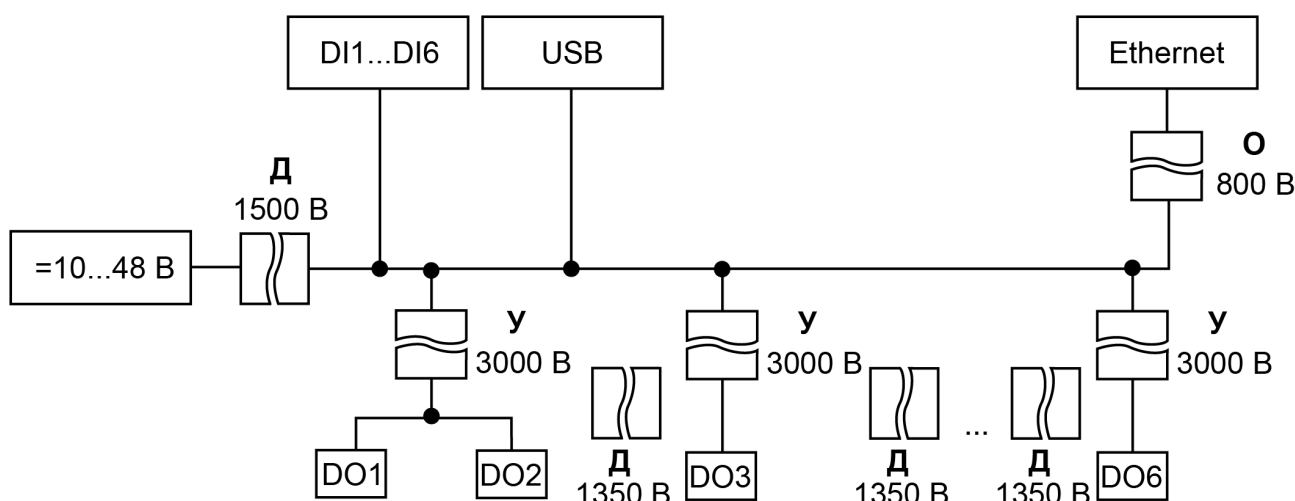 DI1...DI6
USB
Ethernet
О
800 В
Д
1500 В
=10...48 В
У
3000 В
У
3000 В
У
3000 В
...
DO1
DO2
Д
1350 В
DO3
Д
1350 В
Д
1350 В
DO6